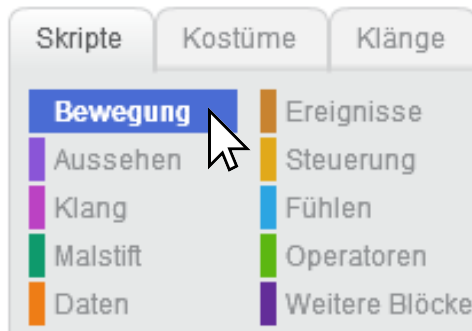 Skripte Kostüme Klänge
Bewegung Ereignisse
Aussehen Steuerung
Klang Fühlen
Malstift Operatoren
Daten Weitere Blöcke